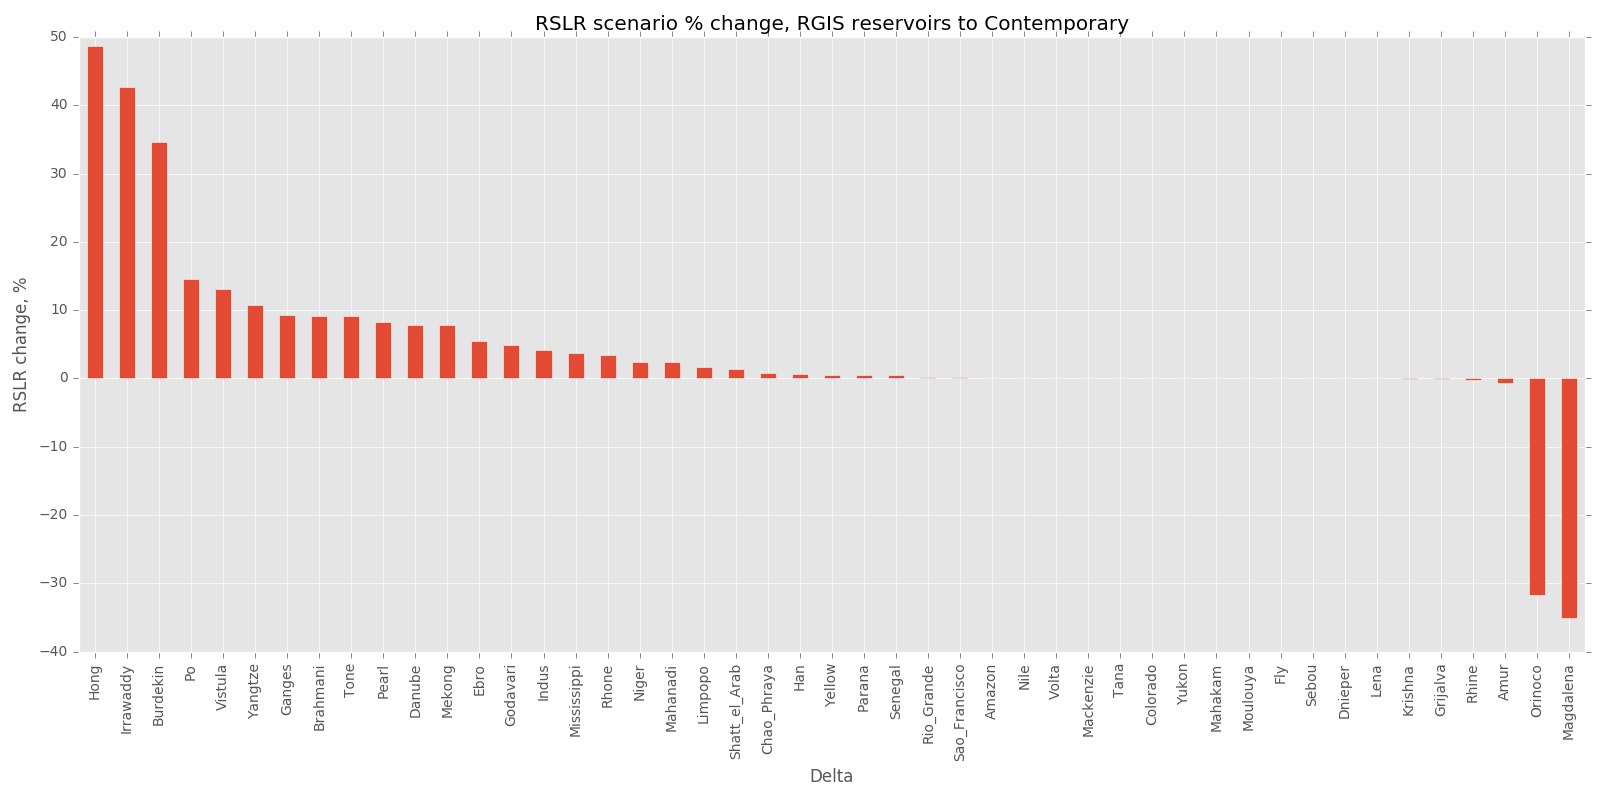 RSLR scenario % change, RGIS reservoirs to Contemporary
50
40
30
20
10
0
−10
−20
−30
−40
RSLR change, %
Hong
Irrawaddy
Burdekin
Po
Vistula
Yangtze
Ganges
Brahmani
Tone
Pearl
Danube
Mekong
Ebro
Godavari
Indus
Mississippi
Rhone
Niger
Mahanadi
Limpopo
Shatt_el_Arab
Chao_Phraya
Han
Yellow
Parana
Senegal
Rio_Grande
Sao_Francisco
Amazon
Nile
Volta
Mackenzie
Tana
Colorado
Yukon
Mahakam
Moulouya
Fly
Sebou
Dnieper
Lena
Krishna
Grijalva
Rhine
Amur
Orinoco
Magdalena
Delta